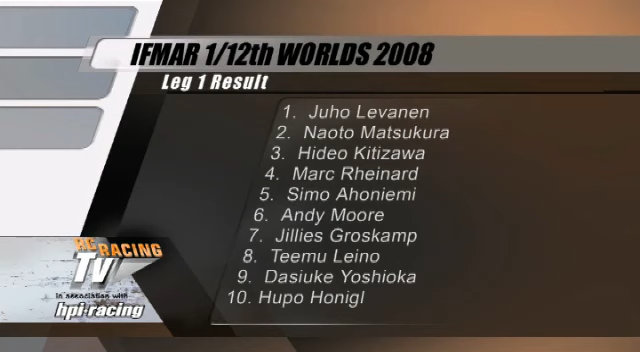 IFMAR 1/12th WORLDS 2008
Leg 1 Result
1. Juho Levanen
2. Naoto Matsukura
3. Hideo Kitizawa
4. Marc Rheinard
5. Simo Ahoniemi
6. Andy Moore
7. Jillies Groskamp
8. Teemu Leino
9. Dasiuke Yoshioka
10. Hupo Honigl
RC RACING
TV
In association with
hpi-racing